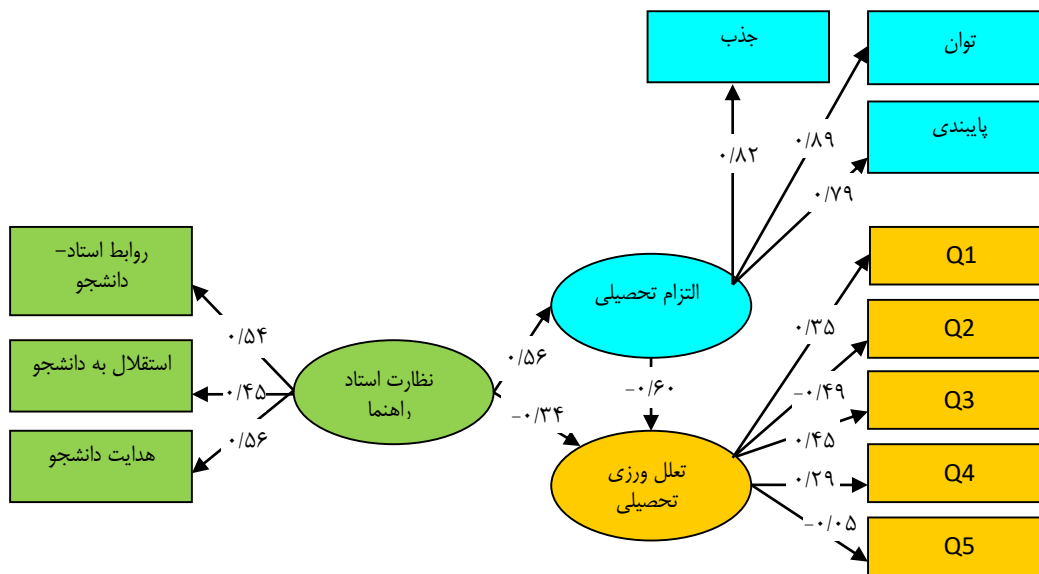 جذب
توان
پایبندی
۰/۸۲
۰/۸۹
۰/۷۹
روابط استاد–
دانشجو
استقلال به دانشجو
هدایت دانشجو
۰/۵۴
۰/۴۵
۰/۵۶
نظارت استاد
راهنما
۰/۵۶
–۰/۳۴
التزام تحصیلی
–۰/۶۰
تعلل ورزی
تحصیلی
۰/۳۵
–۰/۴۹
۰/۴۵
۰/۲۹
–۰/۰۵
Q1
Q2
Q3
Q4
Q5